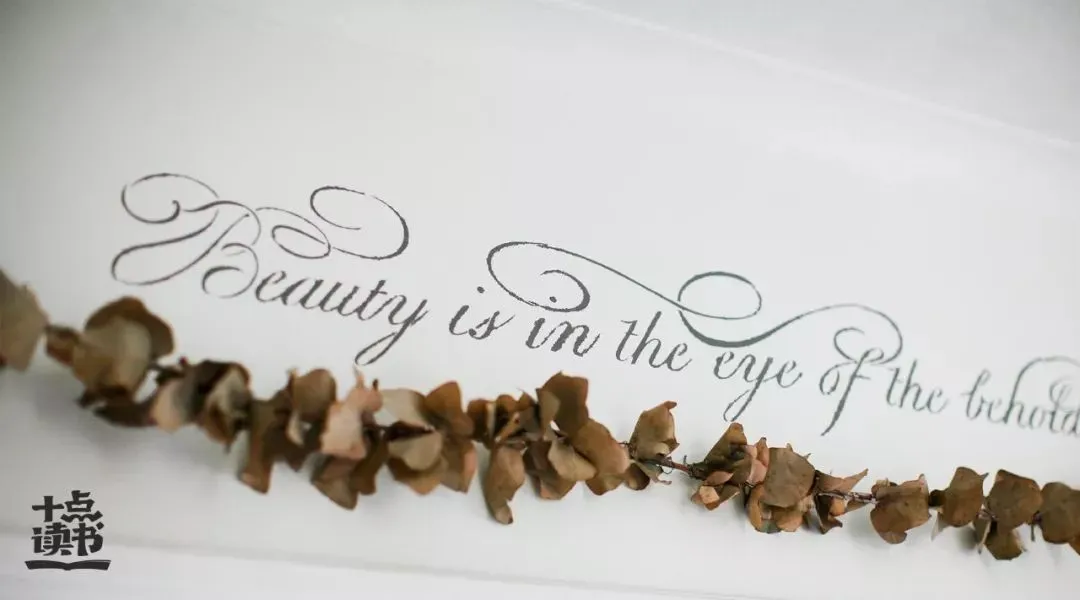 Beauty is in the eye of the behold
十点
读书